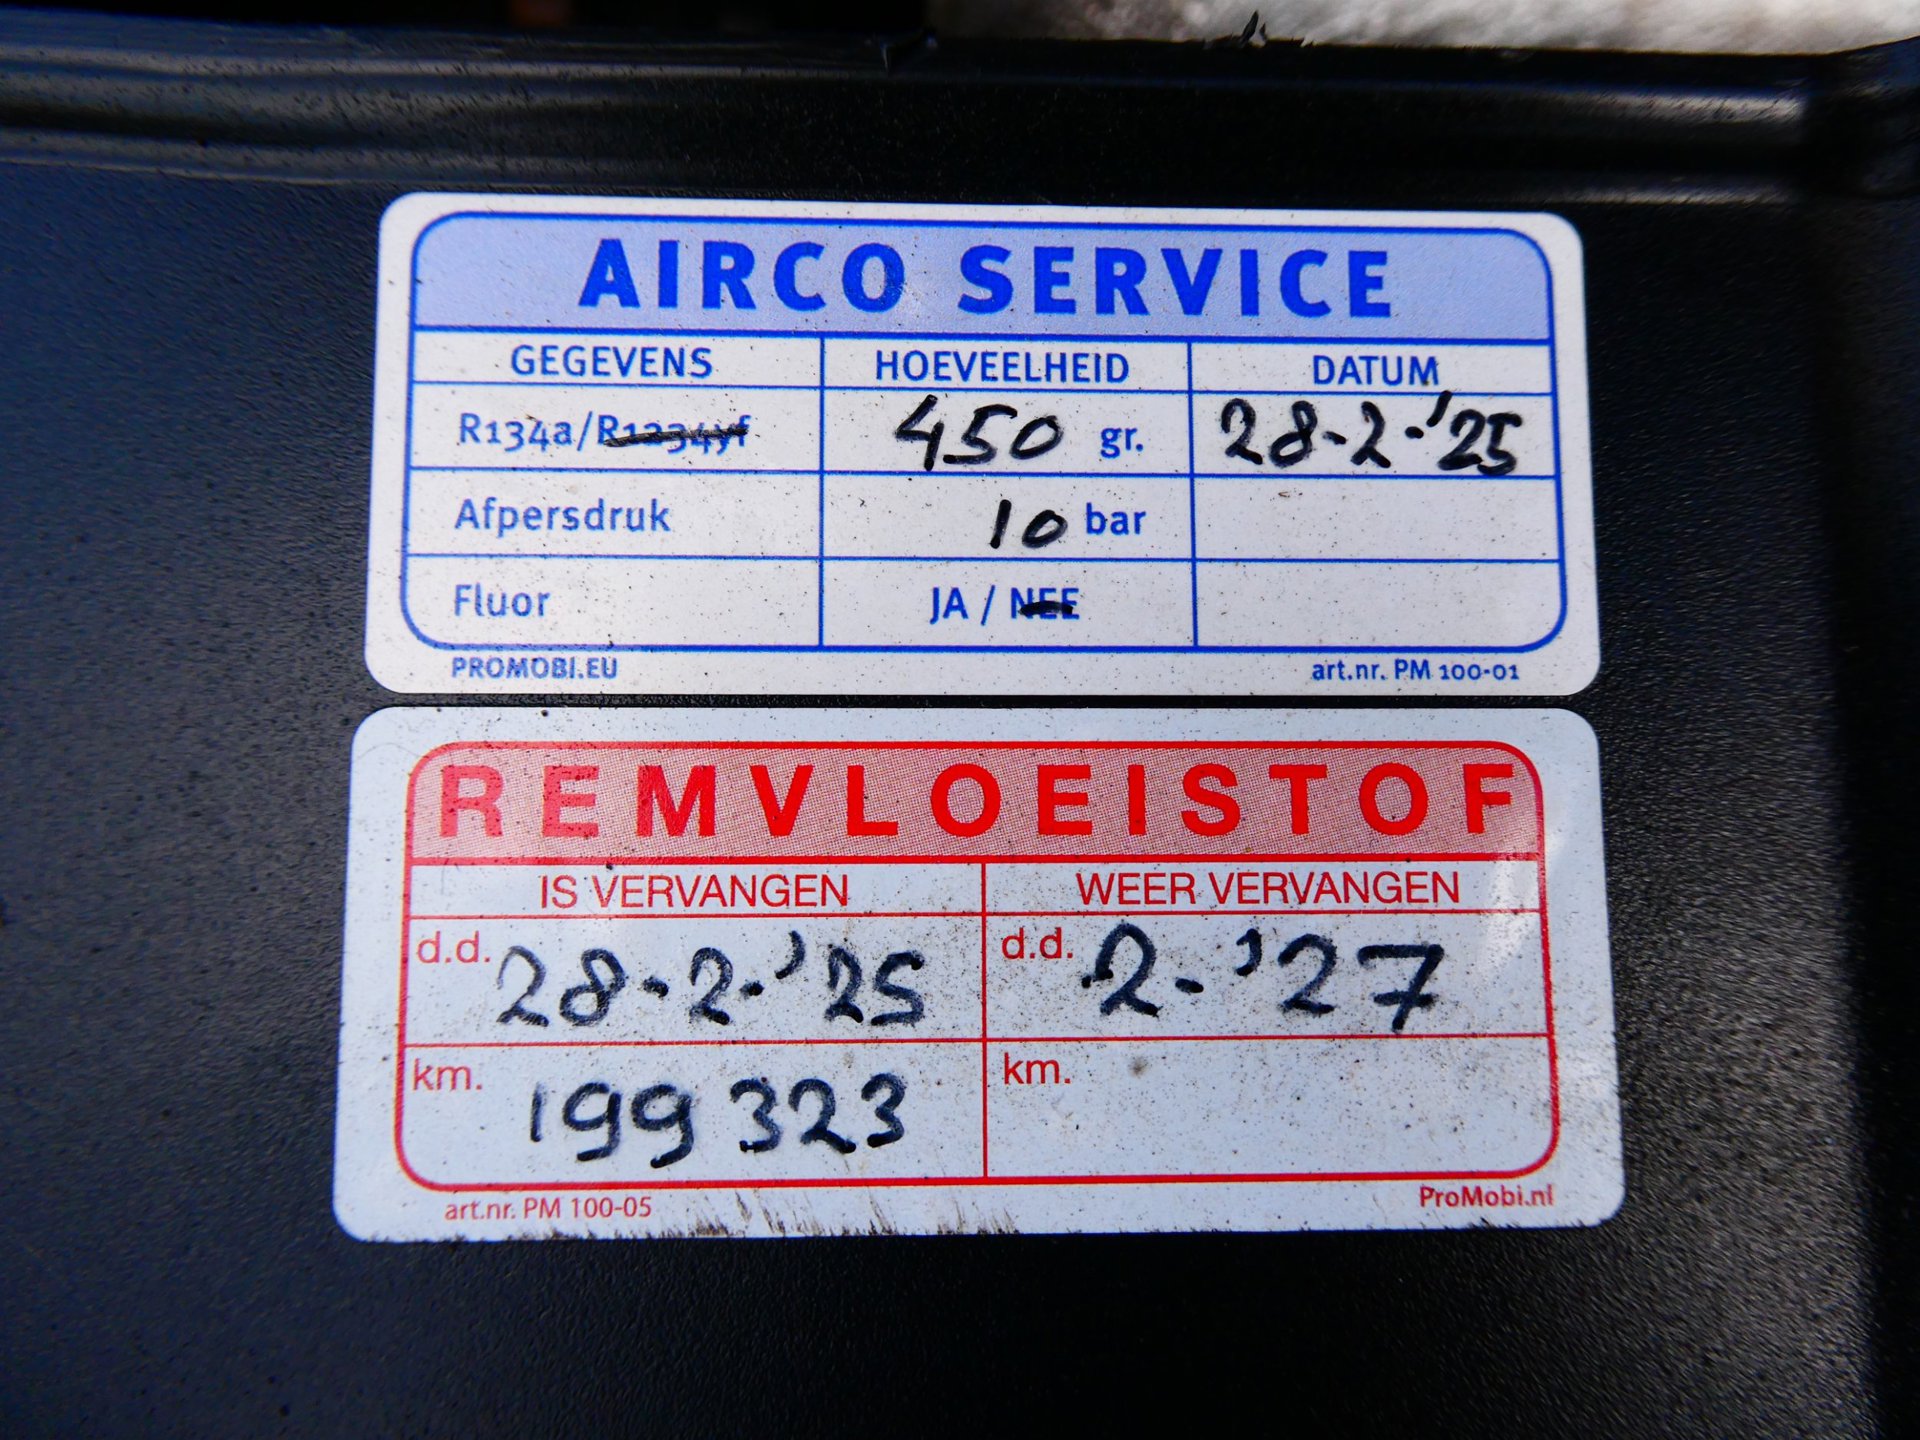 AIRCO SERVICE
GEGEVENS HOEVEELHEID DATUM
R134a/R1234yf 450 gr. 28-2-'25
Afpersdruk 10 bar
Fluor JA / NEE
PROMOBI.EU art.nr. PM 100-01
REMVLOEISTOF
IS VERVANGEN WEER VERVANGEN
d.d. 28-2-'25 d.d. 2-'27
km. 199 323 km.
art.nr. PM 100-05 ProMobi.nl